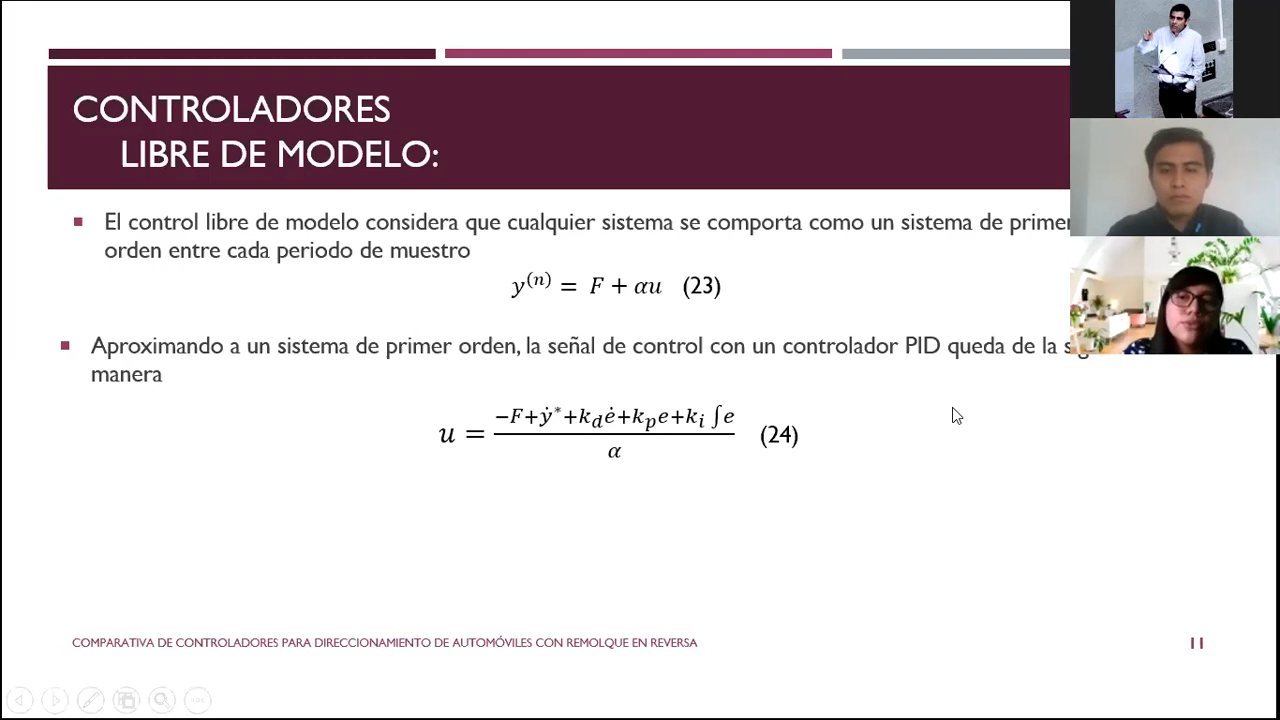 CONTROLADORES
LIBRE DE MODELO:
El control libre de modelo considera que cualquier sistema se comporta como un sistema de primer
orden entre cada periodo de muestro
y⁽ⁿ⁾ = F + αu (23)
Aproximando a un sistema de primer orden, la señal de control con un controlador PID queda de la
manera
u = (−F+ẏ*+k_d ė+k_p e+k_i ∫e)/α (24)
COMPARATIVA DE CONTROLADORES PARA DIRECCIONAMIENTO DE AUTOMÓVILES CON REMOLQUE EN REVERSA
11